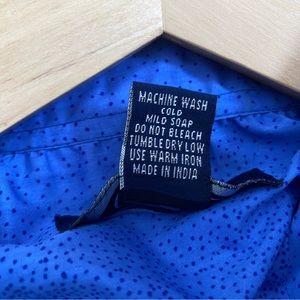 MACHINE WASH
COLD
MILD SOAP
DO NOT BLEACH
TUMBLE DRY LOW
USE WARM IRON
MADE IN INDIA